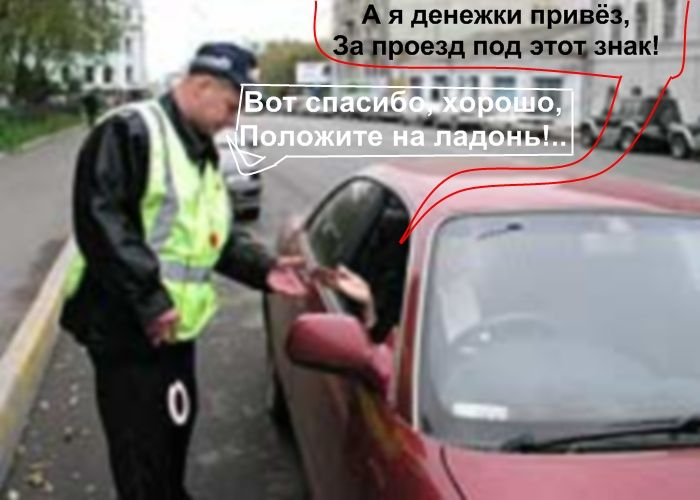 А я денежки привёз,
За проезд под этот знак!
Вот спасибо, хорошо,
Положите на ладонь!..